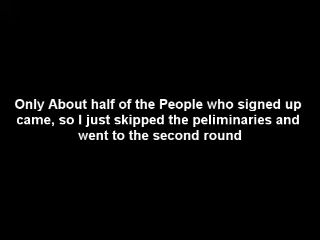 Only About half of the People who signed up
came, so I just skipped the peliminaries and
went to the second round